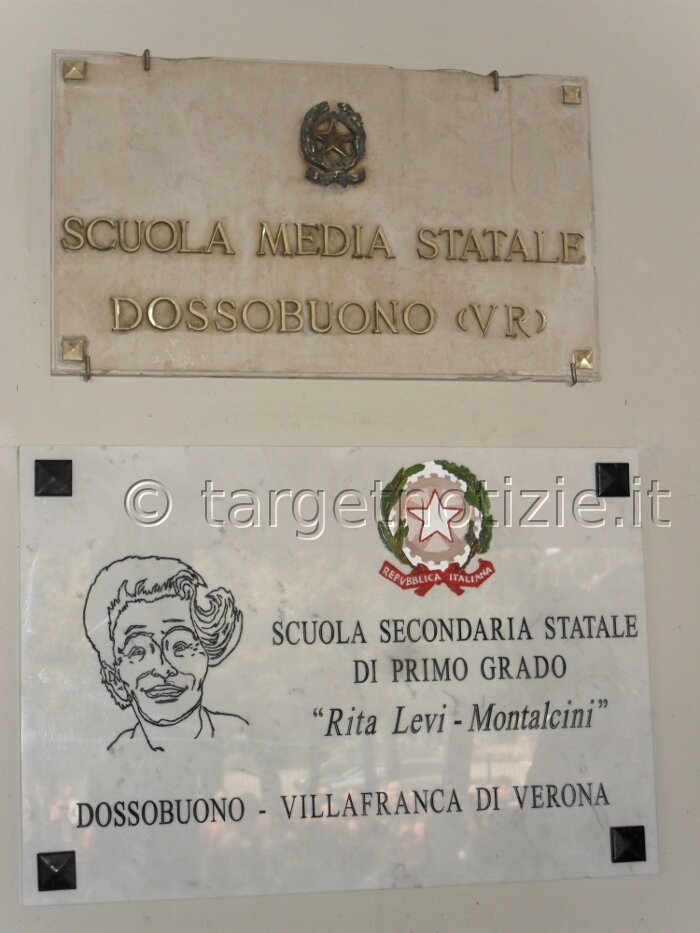 SCUOLA MEDIA STATALE
DOSSOBUONO (VR)
© targetnotizie.it
REPVBBLICA ITALIANA
SCUOLA SECONDARIA STATALE
DI PRIMO GRADO
"Rita Levi - Montalcini"
DOSSOBUONO - VILLAFRANCA DI VERONA